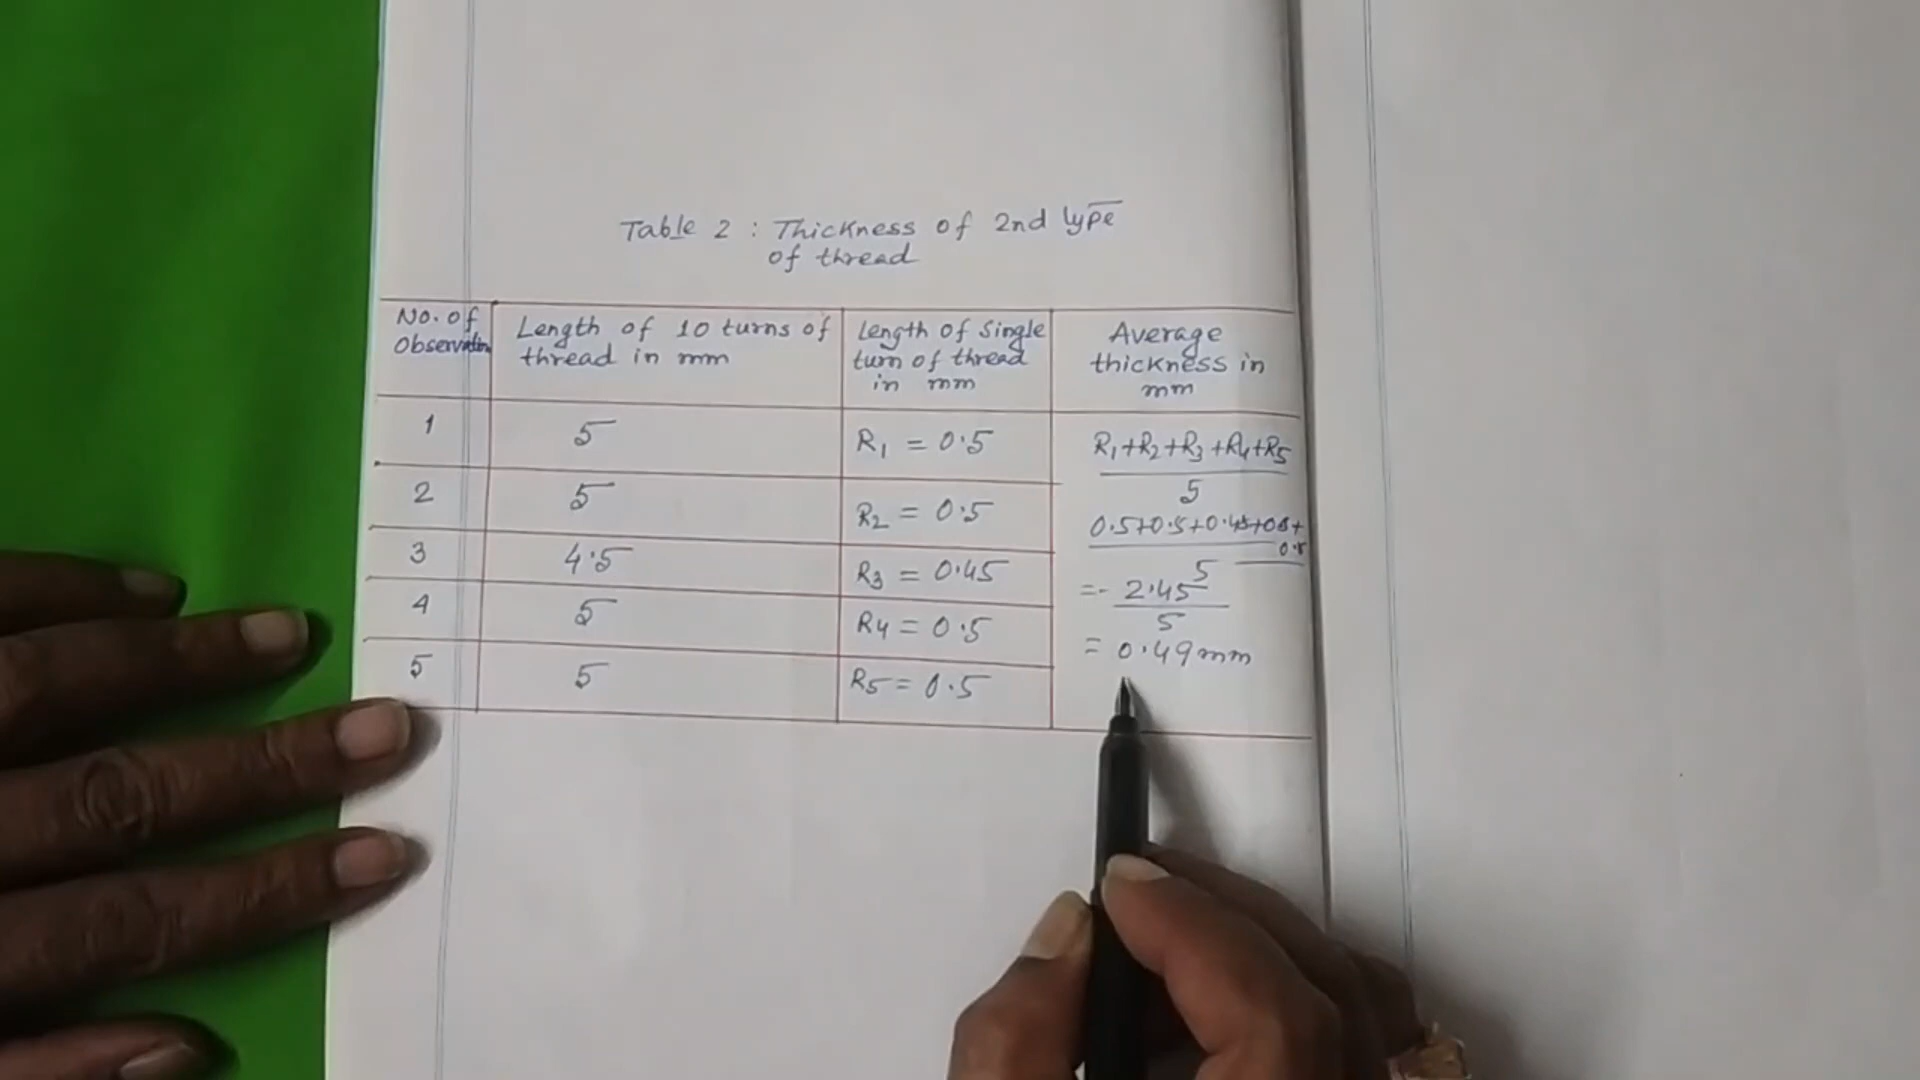 Table 2 : Thickness of 2nd type
of thread
No. of
Observation
Length of 10 turns of
thread in mm
Length of Single
turn of thread
in mm
Average
thickness in
mm
1
5
R1 = 0.5
2
5
R2 = 0.5
3
4.5
R3 = 0.45
4
5
R4 = 0.5
5
5
R5 = 0.5
R1+R2+R3+R4+R5
5
0.5+0.5+0.45+0.5+
0.5
5
= 2.45
5
= 0.49mm